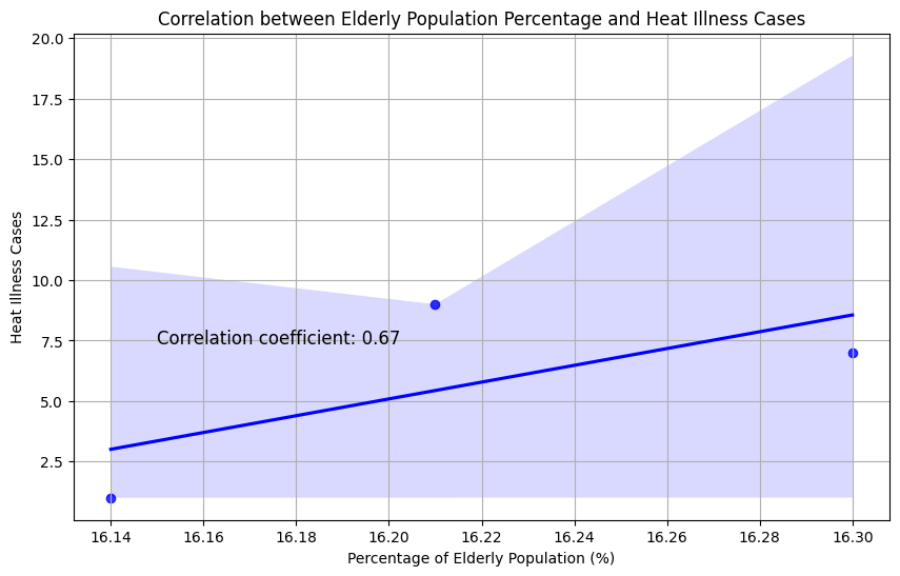 Correlation between Elderly Population Percentage and Heat Illness Cases
20.0
17.5
15.0
12.5
10.0
7.5
5.0
2.5
Heat Illness Cases
Correlation coefficient: 0.67
16.14 16.16 16.18 16.20 16.22 16.24 16.26 16.28 16.30
Percentage of Elderly Population (%)